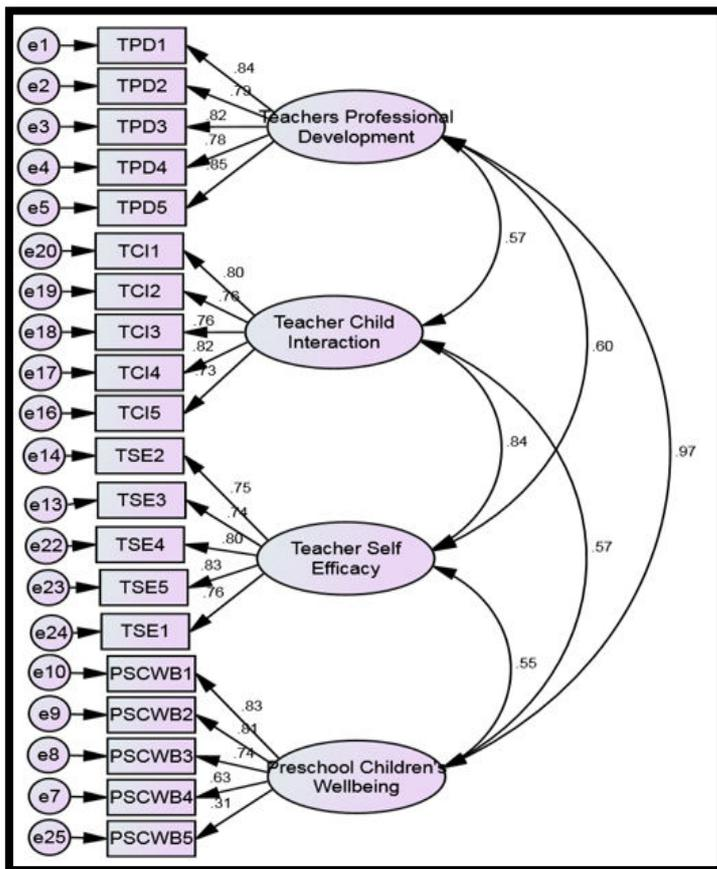 e1 TPD1
.84
e2 TPD2
.79
e3 TPD3
.82
Teachers Professional
Development
e4 TPD4
.78
e5 TPD5
.85
.57
e20 TCI1
.80
e19 TCI2
.76
e18 TCI3
.76
Teacher Child
Interaction
e17 TCI4
.82
e16 TCI5
.73
.60
.84
.97
e14 TSE2
.75
e13 TSE3
.74
e22 TSE4
.80
Teacher Self
Efficacy
e23 TSE5
.83
e24 TSE1
.76
.57
.55
e10 PSCWB1
.83
e9 PSCWB2
.81
e8 PSCWB3
.74
Preschool Children's
Wellbeing
e7 PSCWB4
.63
e25 PSCWB5
.31